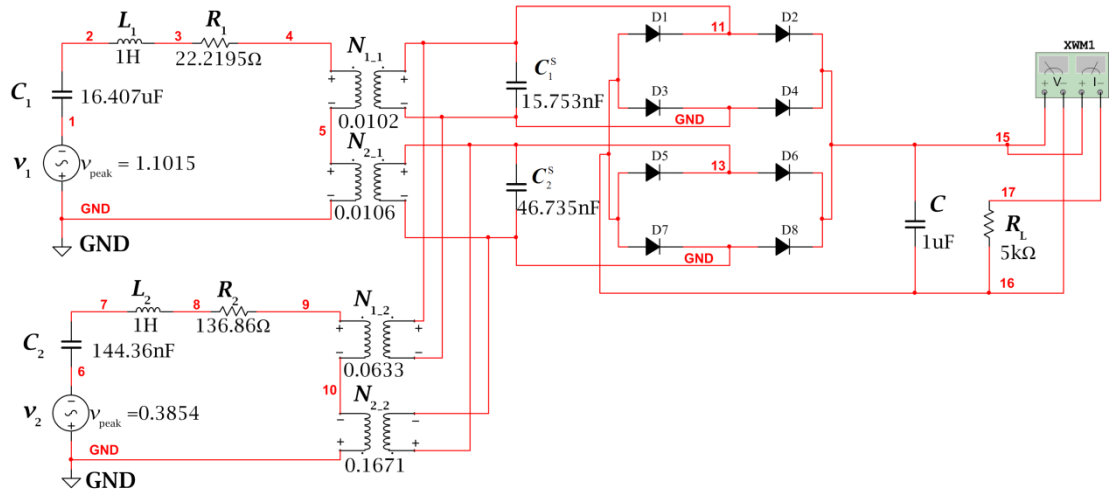 L1
1H
R1
22.2195Ω
2
3
4
C1
16.407uF
1
v1
vpeak = 1.1015
GND
GND
N1_1
0.0102
5
N2_1
0.0106
C1S
15.753nF
C2S
46.735nF
D1
11
D2
D3
D4
GND
D5
13
D6
D7
D8
GND
XWM1
V
I
15
17
C
1uF
RL
5kΩ
16
L2
1H
R2
136.86Ω
7
8
9
C2
144.36nF
6
v2
vpeak =0.3854
GND
GND
N1_2
0.0633
10
N2_2
0.1671